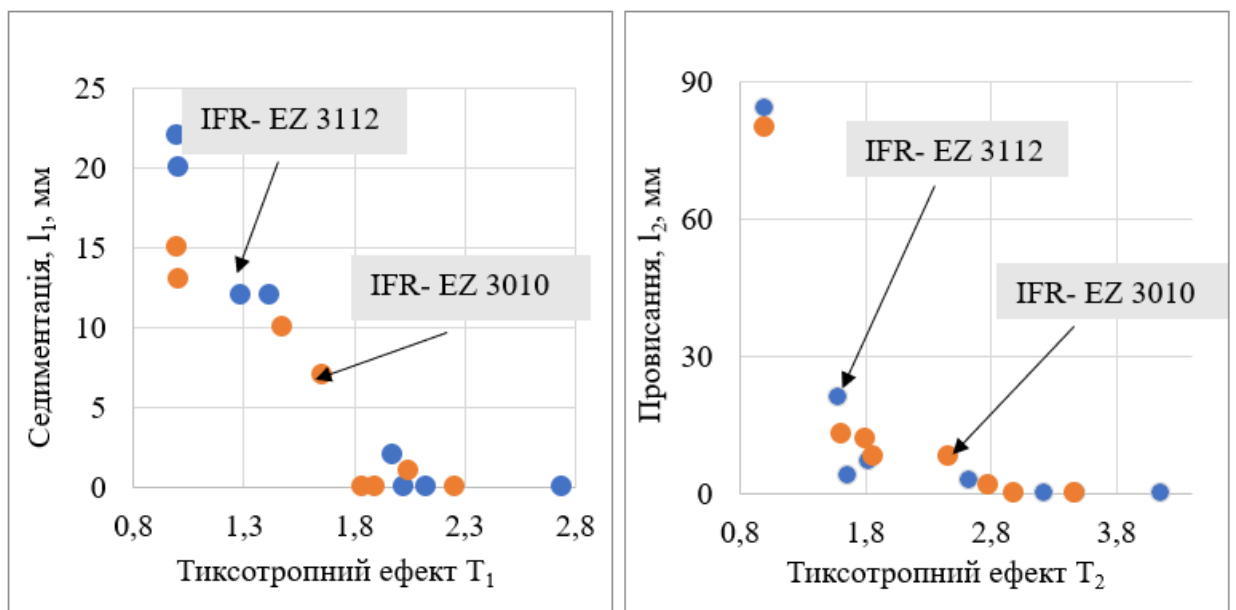 25
20
15
10
5
0
0,8
1,3
1,8
2,3
2,8
Седиментація, l₁, мм
Тиксотропний ефект T₁
IFR- EZ 3112
IFR- EZ 3010
90
60
30
0
0,8
1,8
2,8
3,8
Провисання, l₂, мм
Тиксотропний ефект T₂
IFR- EZ 3112
IFR- EZ 3010